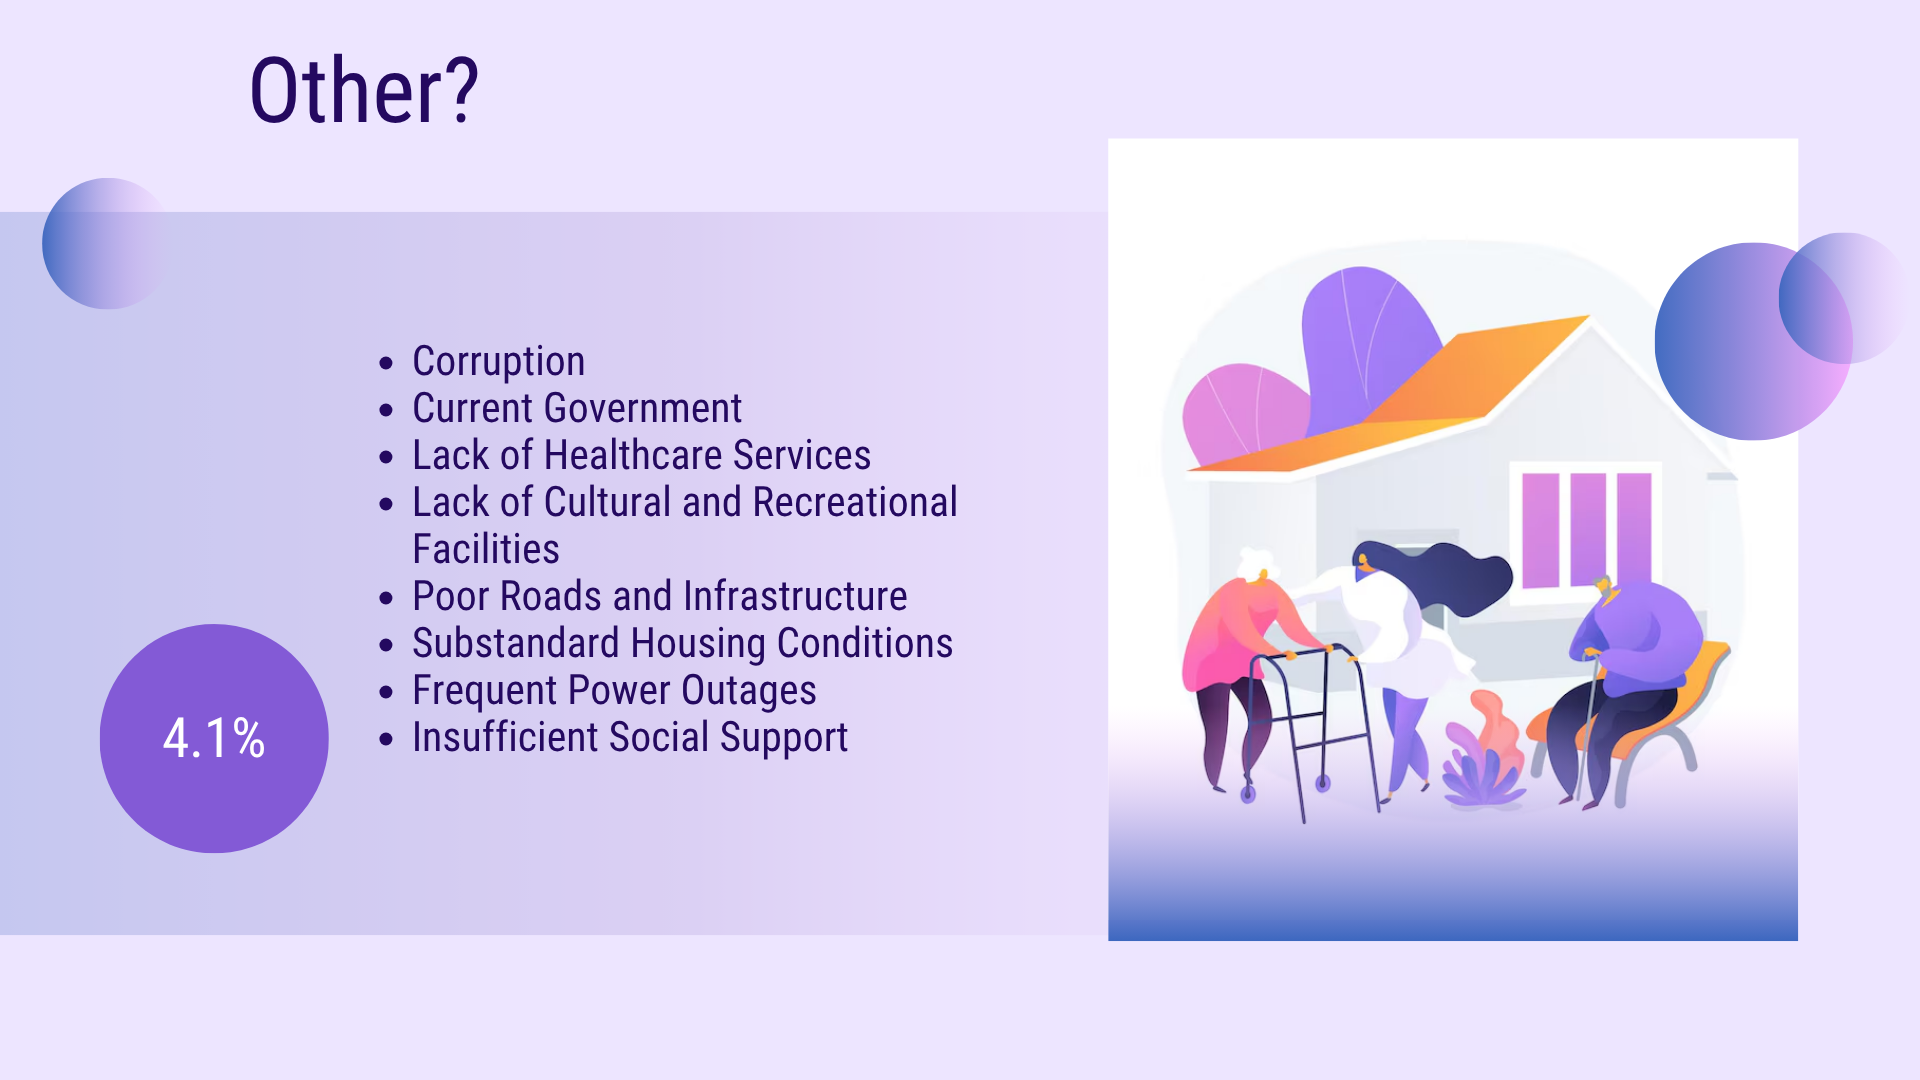 Other?
• Corruption
• Current Government
• Lack of Healthcare Services
• Lack of Cultural and Recreational
Facilities
• Poor Roads and Infrastructure
• Substandard Housing Conditions
• Frequent Power Outages
• Insufficient Social Support
4.1%